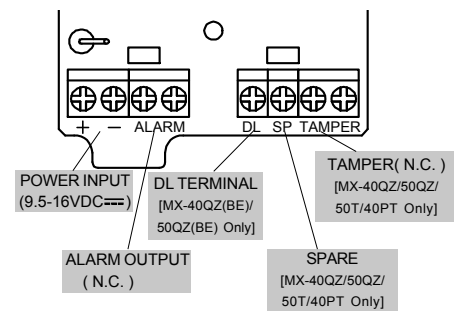 + − ALARM DL SP TAMPER
POWER INPUT
(9.5-16VDC⎓)
DL TERMINAL
[MX-40QZ(BE)/
50QZ(BE) Only]
TAMPER( N.C. )
[MX-40QZ/50QZ/
50T/40PT Only]
ALARM OUTPUT
( N.C. )
SPARE
[MX-40QZ/50QZ/
50T/40PT Only]